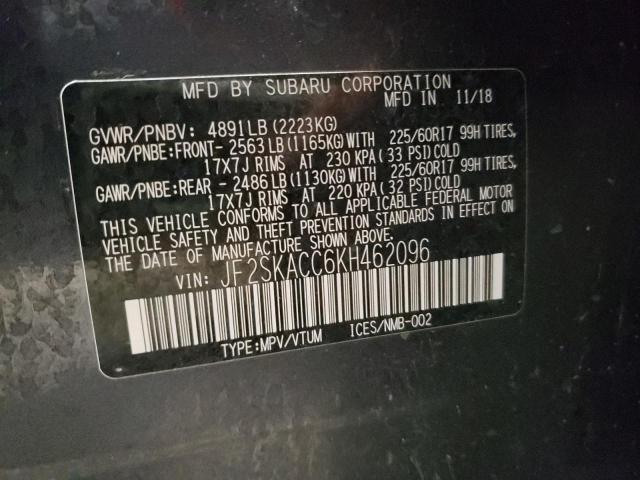 MFD BY SUBARU CORPORATION
MFD IN 11/18
GVWR/PNBV: 4891LB (2223KG)
GAWR/PNBE:FRONT- 2563LB (1165KG)WITH 225/60R17 99H TIRES,
17X7J RIMS AT 230 KPA (33 PSI)COLD
GAWR/PNBE:REAR - 2486LB (1130KG)WITH 225/60R17 99H TIRES,
17X7J RIMS AT 220 KPA (32 PSI)COLD
THIS VEHICLE CONFORMS TO ALL APPLICABLE FEDERAL MOTOR
VEHICLE SAFETY AND THEFT PREVENTION STANDARDS IN EFFECT ON
THE DATE OF MANUFACTURE SHOWN ABOVE.
VIN: JF2SKACC6KH462096
TYPE:MPV/VTUM ICES/NMB-002